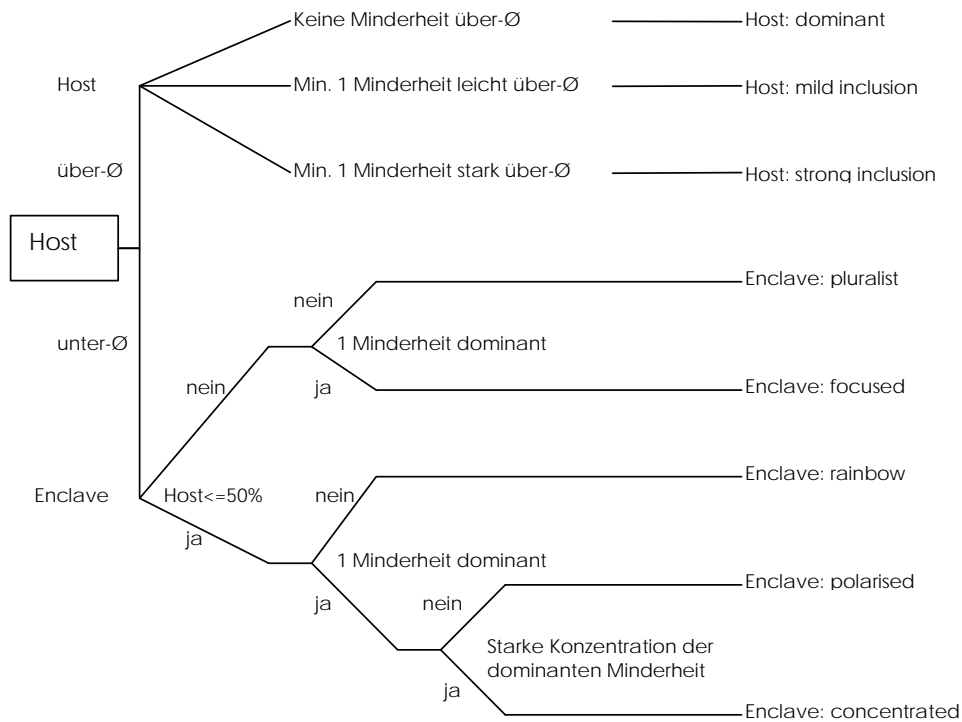 Keine Minderheit über-Ø
Host: dominant
Host
Min. 1 Minderheit leicht über-Ø
Host: mild inclusion
über-Ø
Min. 1 Minderheit stark über-Ø
Host: strong inclusion
Host
Enclave: pluralist
nein
unter-Ø
1 Minderheit dominant
nein
ja
Enclave: focused
Enclave: rainbow
Enclave
Host<=50%
nein
ja
1 Minderheit dominant
Enclave: polarised
ja
nein
Starke Konzentration der
dominanten Minderheit
ja
Enclave: concentrated